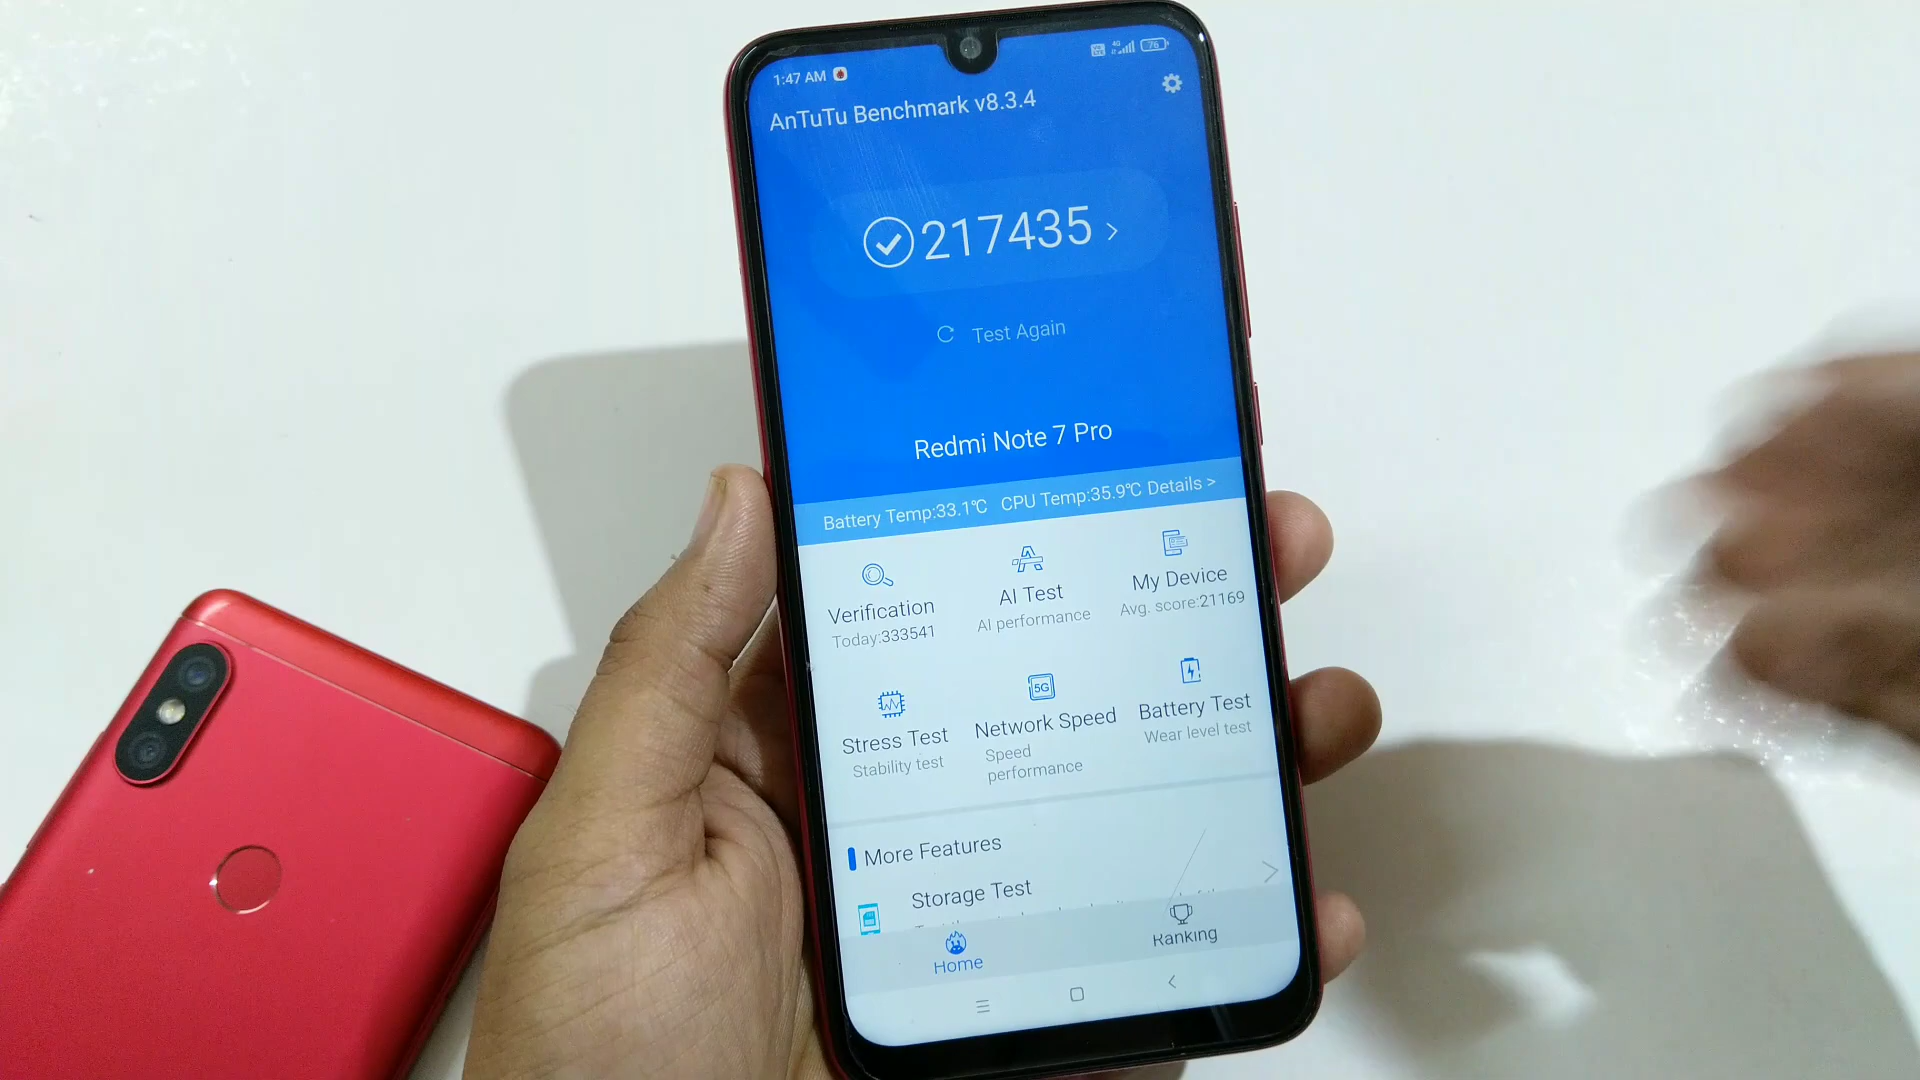 1:47 AM
76
4G
AnTuTu Benchmark v8.3.4
217435 >
Test Again
Redmi Note 7 Pro
Battery Temp:33.1℃ CPU Temp:35.9℃ Details >
Verification
Today:333541
AI Test
AI performance
My Device
Avg. score:21169
Stress Test
Stability test
5G
Network Speed
Speed
performance
Battery Test
Wear level test
More Features
Storage Test
Home
Ranking